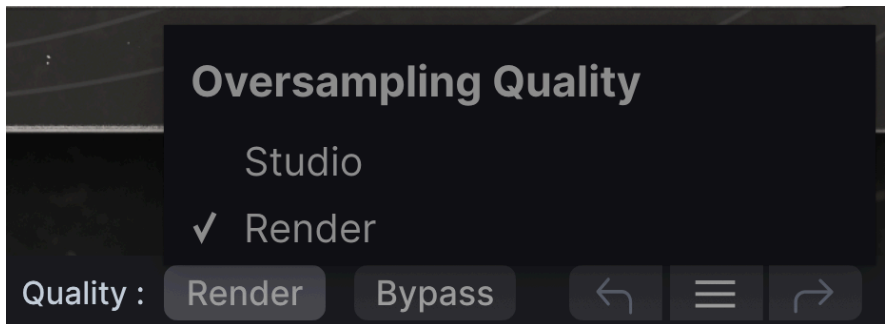 Oversampling Quality
Studio
✓ Render
Quality : Render Bypass